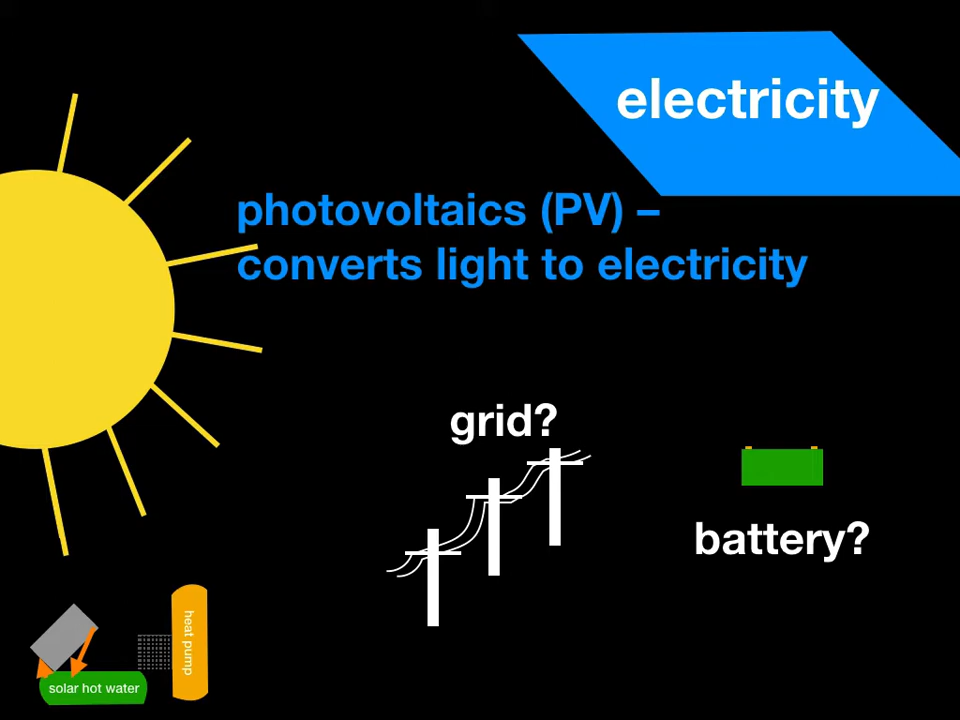 electricity
photovoltaics (PV) –
converts light to electricity
grid?
battery?
heat pump
solar hot water